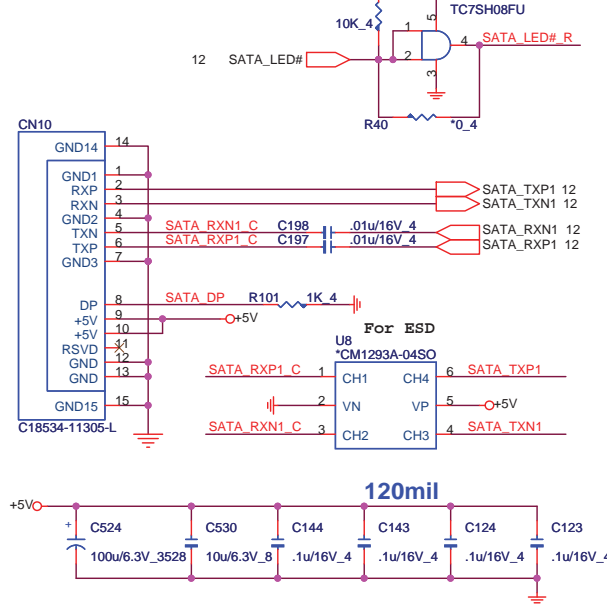 TC7SH08FU
5
10K_4
1
SATA_LED#_R
4
12 SATA_LED#
2
3
R40 *0_4
CN10
GND14 14
GND1 1
RXP 2 SATA_TXP1 12
RXN 3 SATA_TXN1 12
GND2 4
TXN 5 SATA_RXN1_C C198 .01u/16V_4 SATA_RXN1 12
TXP 6 SATA_RXP1_C C197 .01u/16V_4 SATA_RXP1 12
GND3 7
DP 8 SATA_DP R101 1K_4
+5V 9 +5V
+5V 10
RSVD 11
GND 12
GND 13
GND15 15
C18534-11305-L
For ESD
U8
*CM1293A-04SO
SATA_RXP1_C 1 CH1 CH4 6 SATA_TXP1
2 VN VP 5 +5V
SATA_RXN1_C 3 CH2 CH3 4 SATA_TXN1
120mil
+5V
+ C524 C530 C144 C143 C124 C123
100u/6.3V_3528 10u/6.3V_8 .1u/16V_4 .1u/16V_4 .1u/16V_4 .1u/16V_4